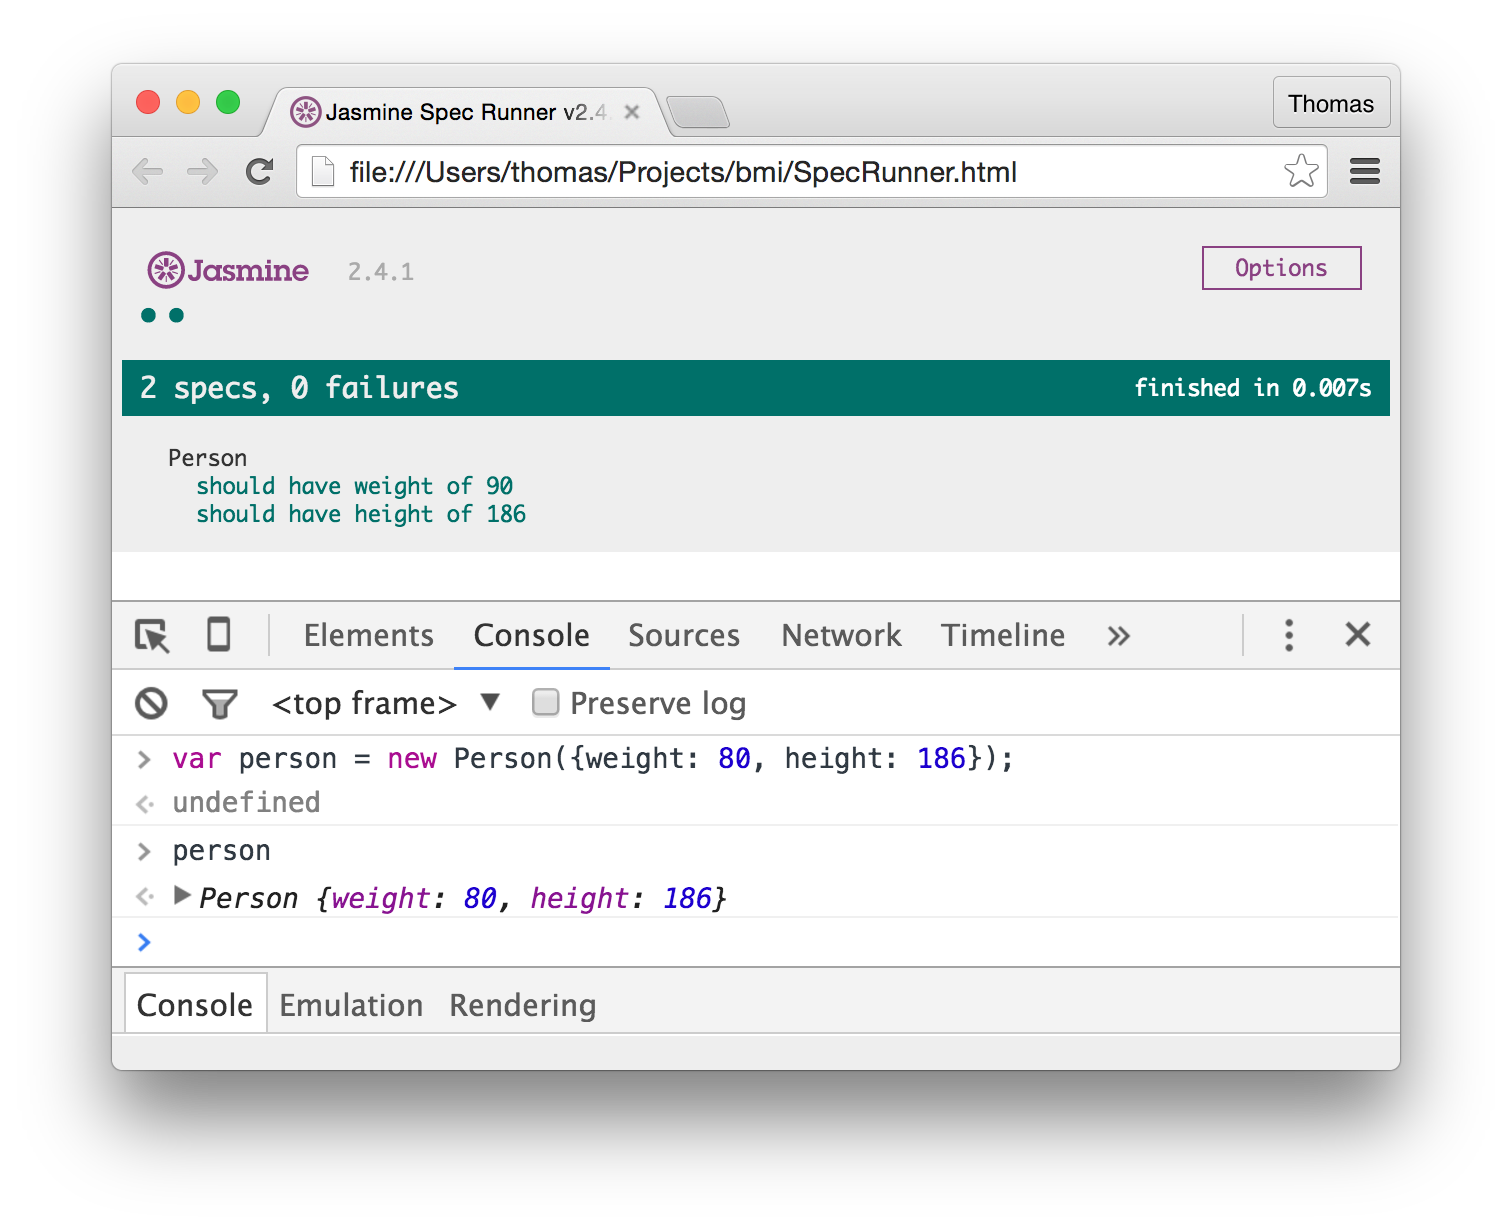 Jasmine Spec Runner v2.4.
Thomas
file:///Users/thomas/Projects/bmi/SpecRunner.html
Jasmine 2.4.1 Options
2 specs, 0 failures finished in 0.007s
Person
should have weight of 90
should have height of 186
Elements Console Sources Network Timeline »
<top frame> ▼ Preserve log
> var person = new Person({weight: 80, height: 186});
undefined
> person
▶ Person {weight: 80, height: 186}
>
Console Emulation Rendering